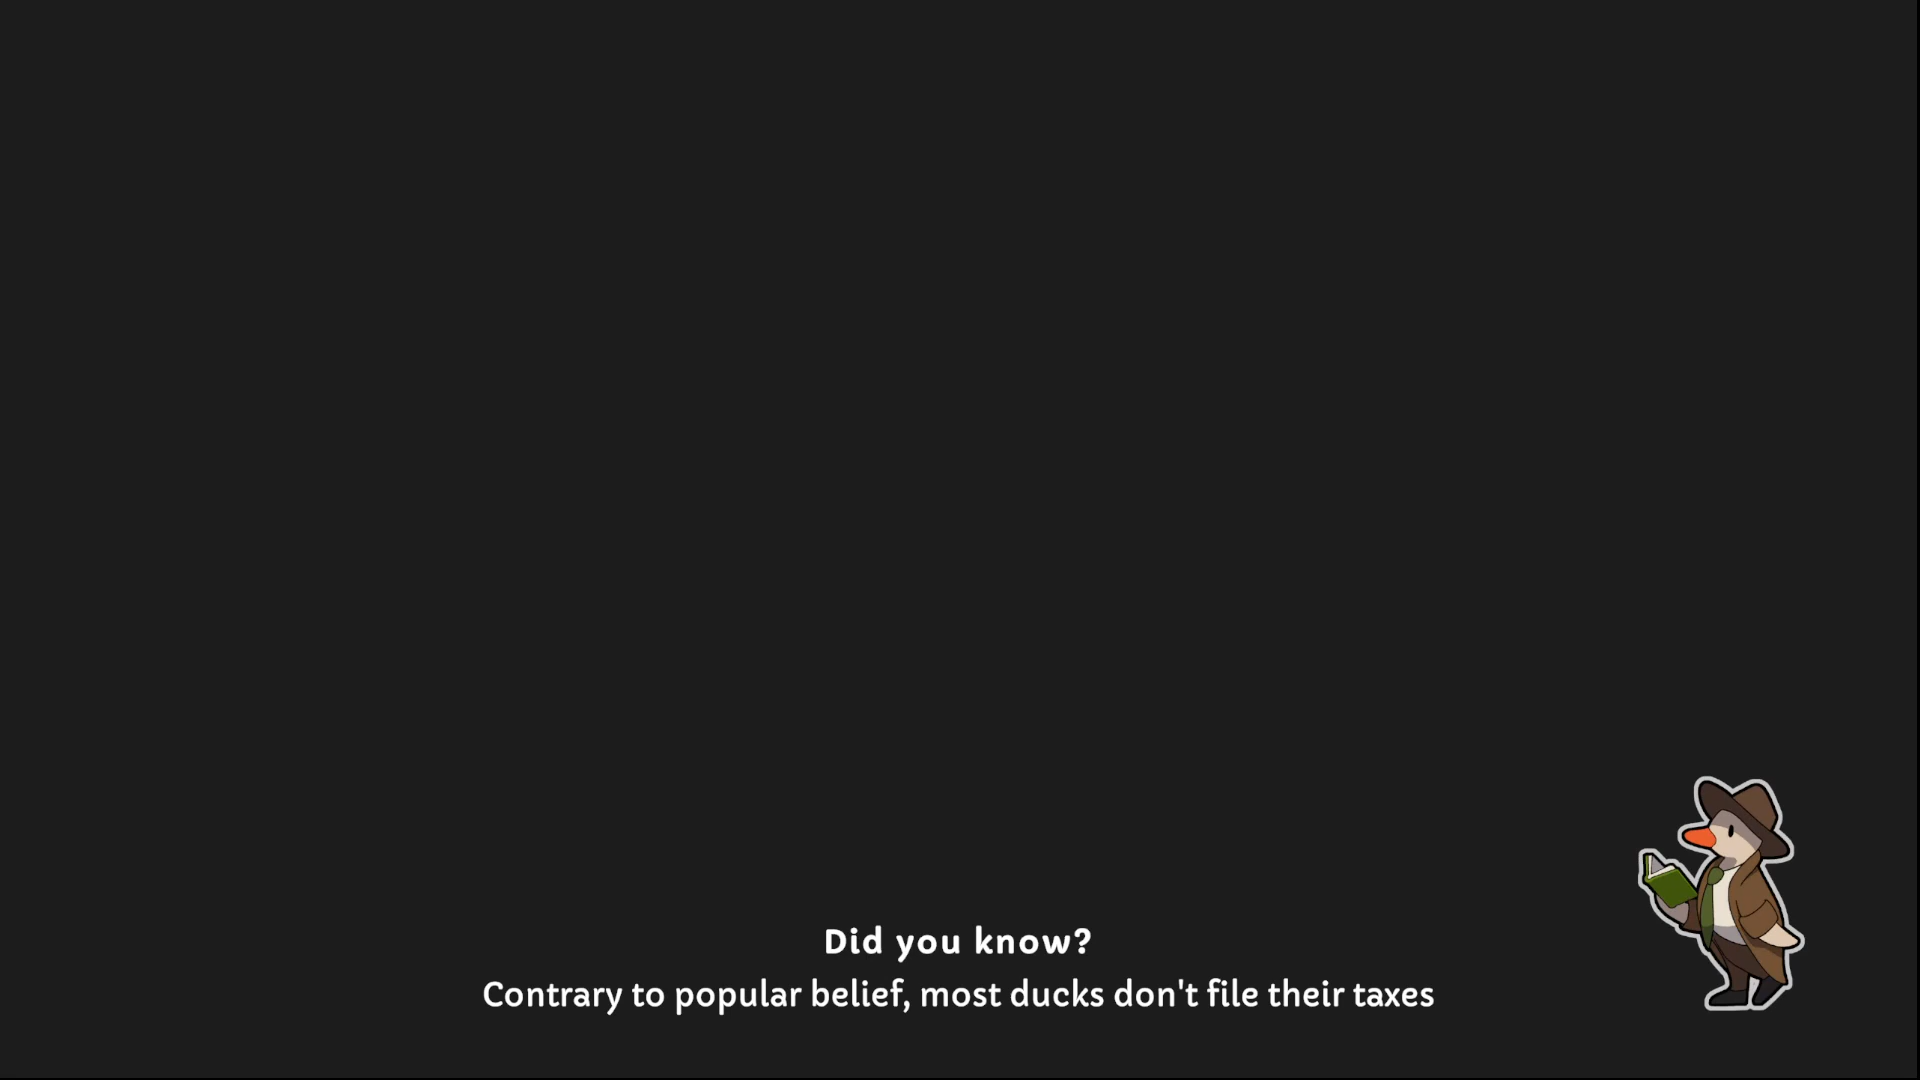 Did you know?
Contrary to popular belief, most ducks don't file their taxes